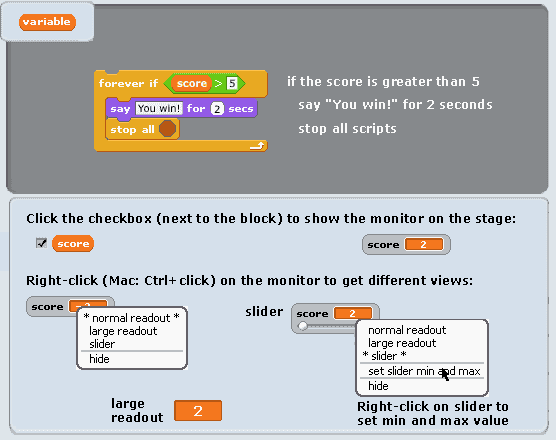 variable
forever if score > 5
if the score is greater than 5
say You win! for 2 secs
say "You win!" for 2 seconds
stop all
stop all scripts
Click the checkbox (next to the block) to show the monitor on the stage:
score
score 2
Right-click (Mac: Ctrl+click) on the monitor to get different views:
score
* normal readout *
large readout
slider
hide
slider
score 2
normal readout
large readout
* slider *
set slider min and max
hide
large
readout
2
Right-click on slider to
set min and max value